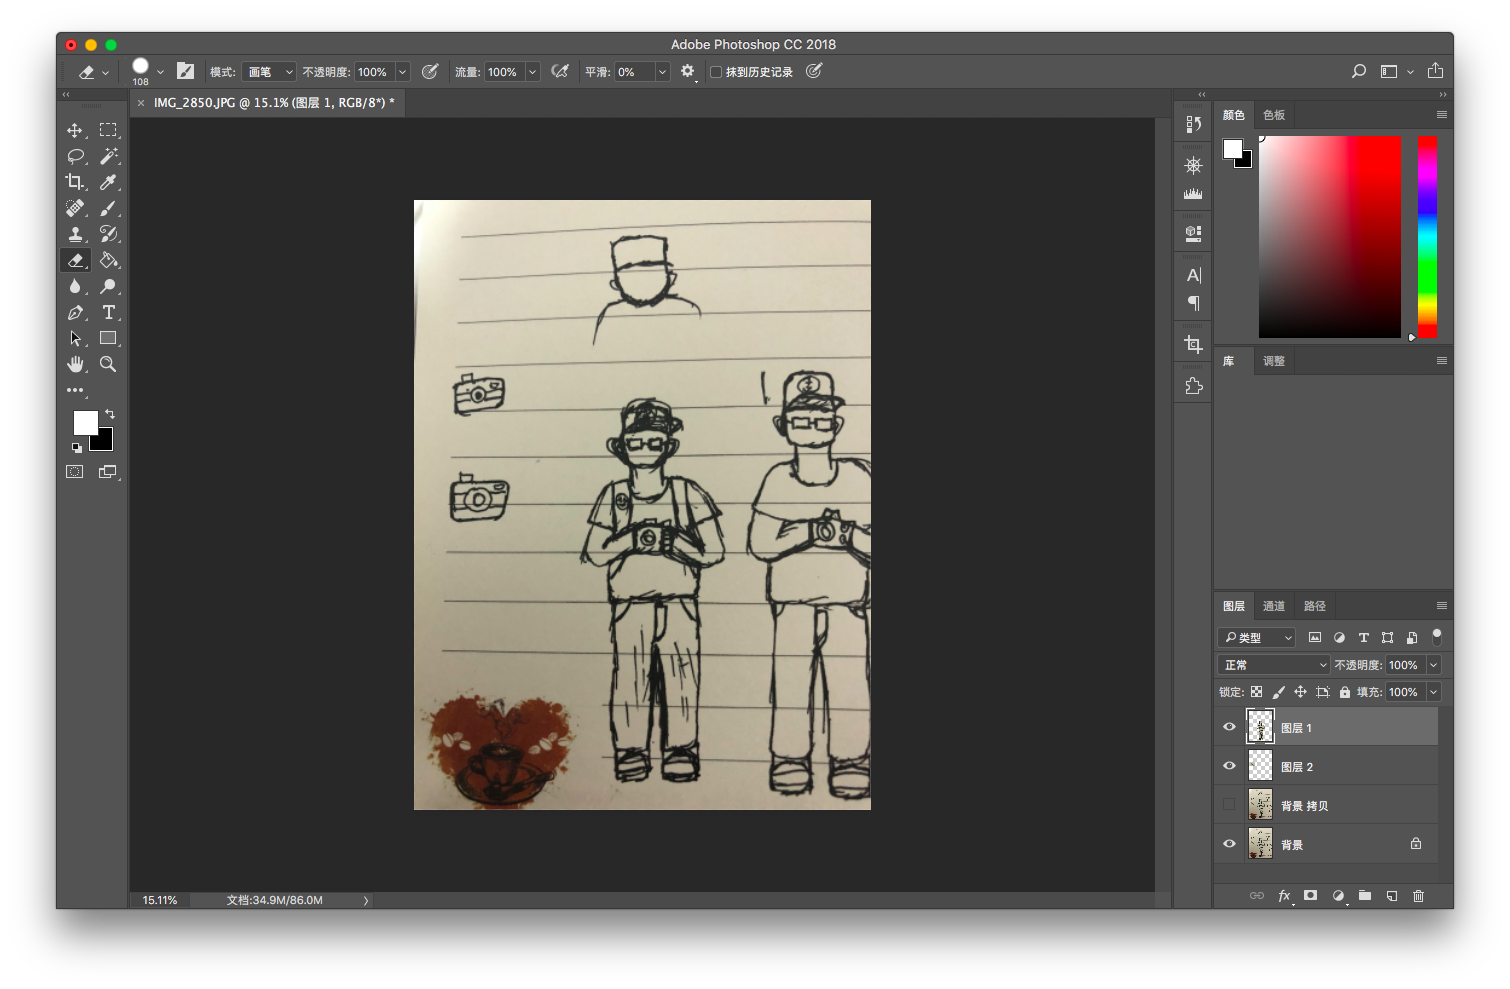 Adobe Photoshop CC 2018
108
模式: 画笔 不透明度: 100% 流量: 100% 平滑: 0% 抹到历史记录
× IMG_2850.JPG @ 15.1% (图层 1, RGB/8*) *
颜色 色板
库 调整
图层 通道 路径
类型
正常 不透明度: 100%
锁定: 填充: 100%
图层 1
图层 2
背景 拷贝
背景
fx
15.11% 文档:34.9M/86.0M